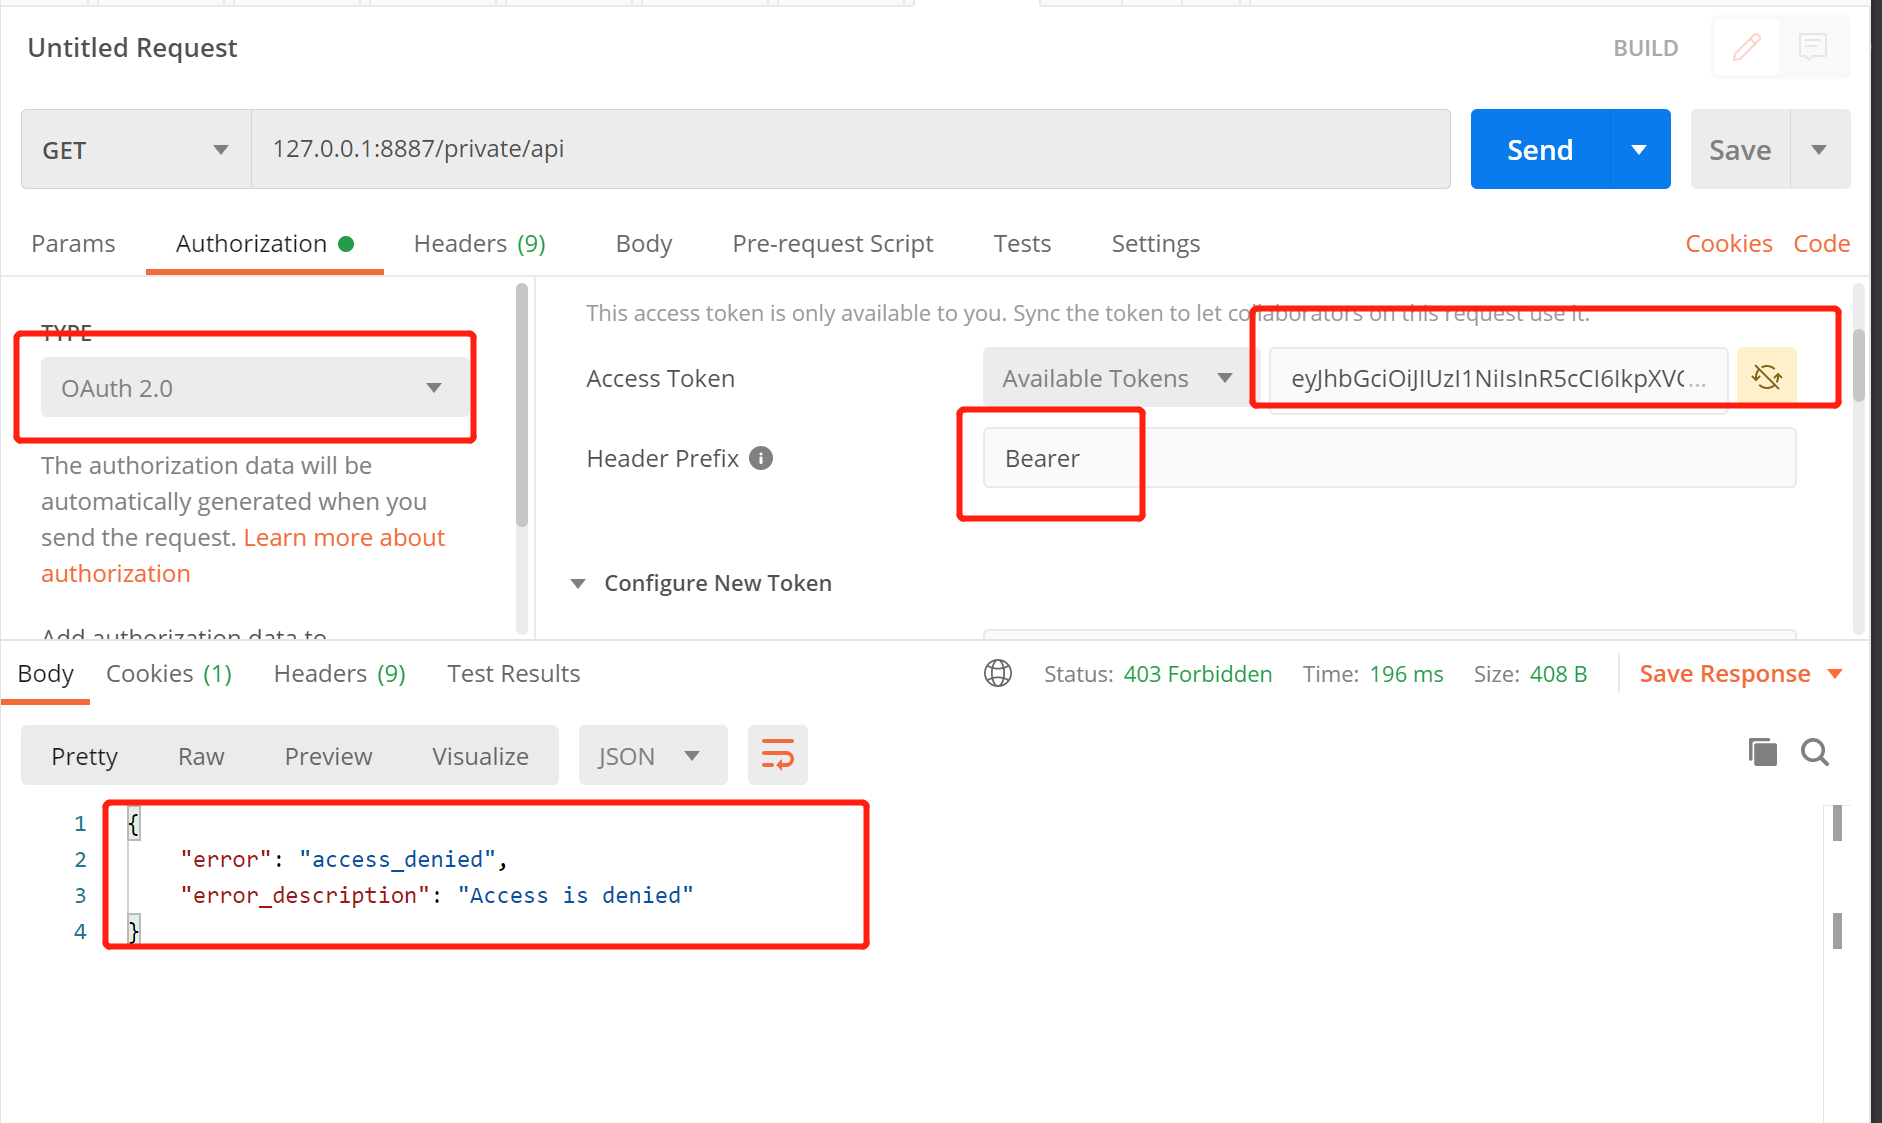 Untitled Request
BUILD
GET
127.0.0.1:8887/private/api
Send
Save
Params
Authorization
Headers (9)
Body
Pre-request Script
Tests
Settings
Cookies
Code
TYPE
OAuth 2.0
The authorization data will be
automatically generated when you
send the request. Learn more about
authorization
Add authorization data to
This access token is only available to you. Sync the token to let collaborators on this request use it.
Access Token
Available Tokens
eyJhbGciOiJIUzI1NiIsInR5cCI6IkpXVC...
Header Prefix
Bearer
Configure New Token
Body
Cookies (1)
Headers (9)
Test Results
Status: 403 Forbidden
Time: 196 ms
Size: 408 B
Save Response
Pretty
Raw
Preview
Visualize
JSON
1 {
2 "error": "access_denied",
3 "error_description": "Access is denied"
4 }